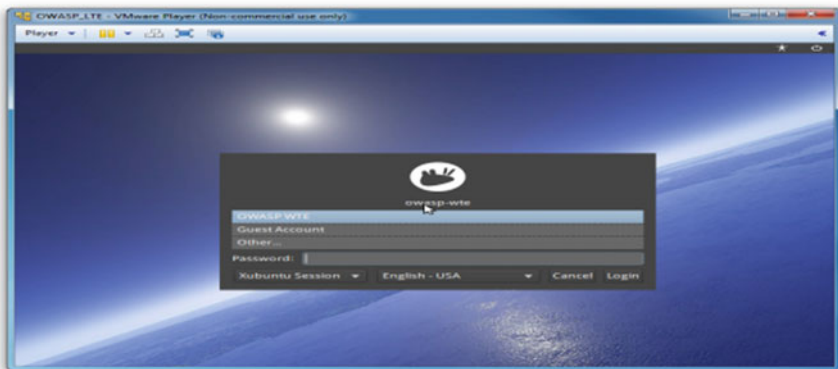 OWASP_LTE - VMware Player (Non-commercial use only)
Player
owasp-wte
OWASP WTE
Guest Account
Other...
Password:
Xubuntu Session English - USA Cancel Login